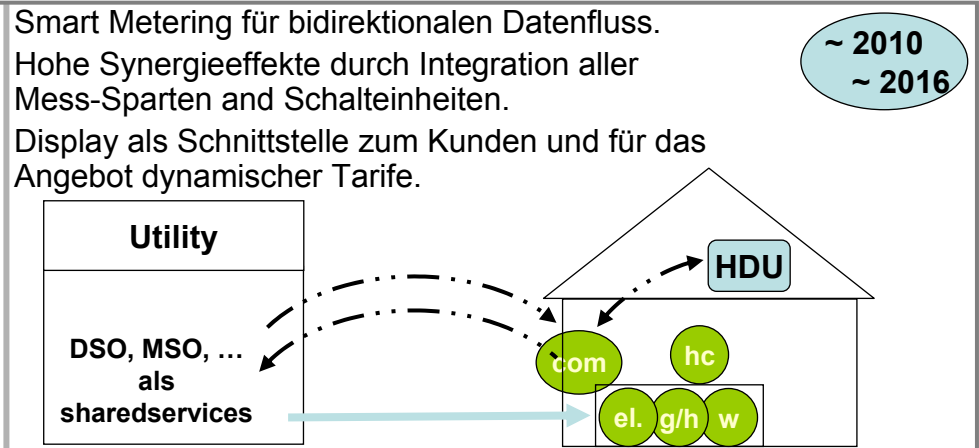 Smart Metering für bidirektionalen Datenfluss.
Hohe Synergieeffekte durch Integration aller
Mess-Sparten and Schalteinheiten.
Display als Schnittstelle zum Kunden und für das
Angebot dynamischer Tarife.
~ 2010
~ 2016
Utility
DSO, MSO, …
als
sharedservices
HDU
com
hc
el.
g/h
w